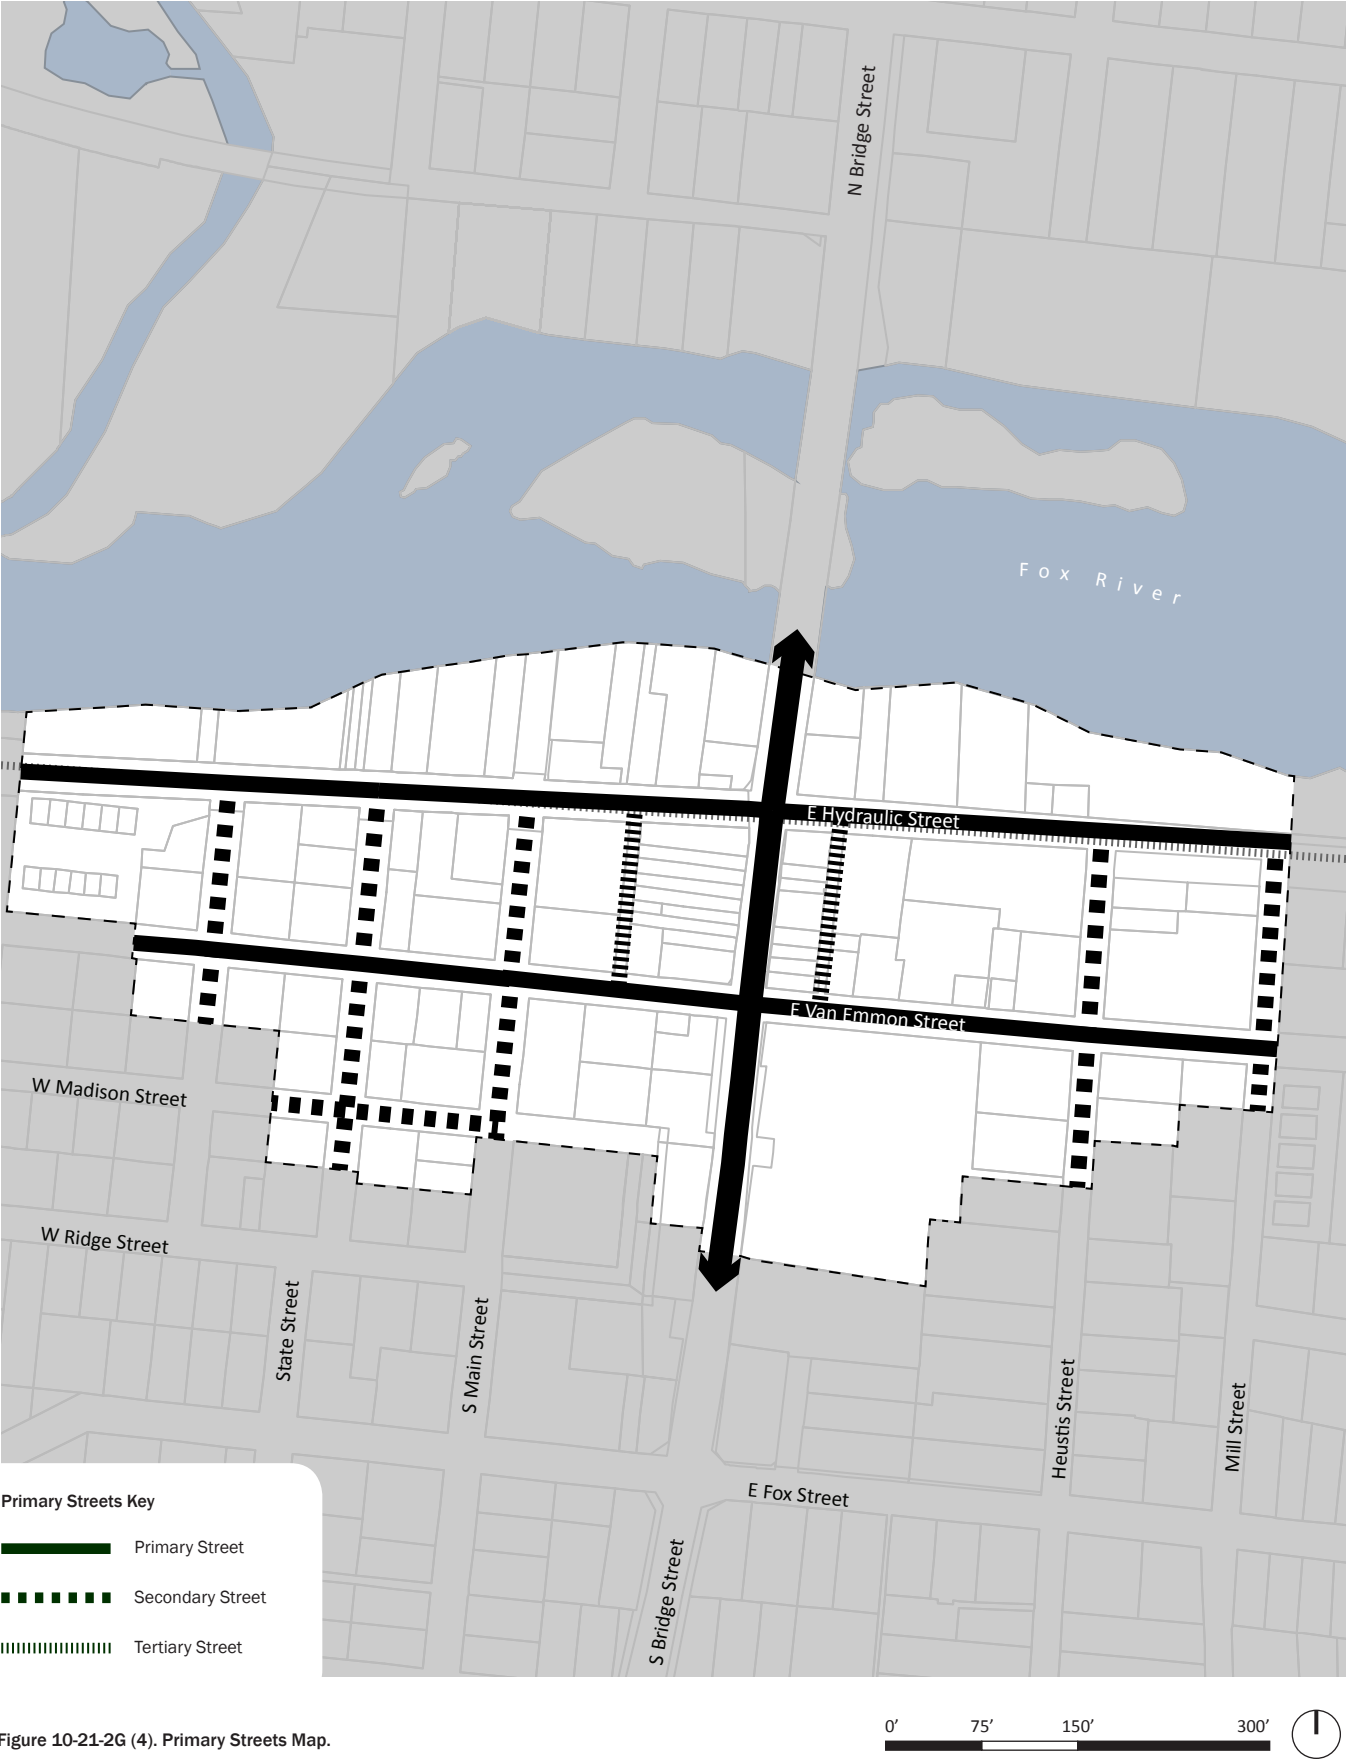 N Bridge Street
Fox River
E Hydraulic Street
E Van Emmon Street
W Madison Street
W Ridge Street
State Street
S Main Street
Heustis Street
Mill Street
E Fox Street
S Bridge Street
Primary Streets Key
Primary Street
Secondary Street
Tertiary Street
Figure 10-21-2G (4). Primary Streets Map.
0’ 75’ 150’ 300’